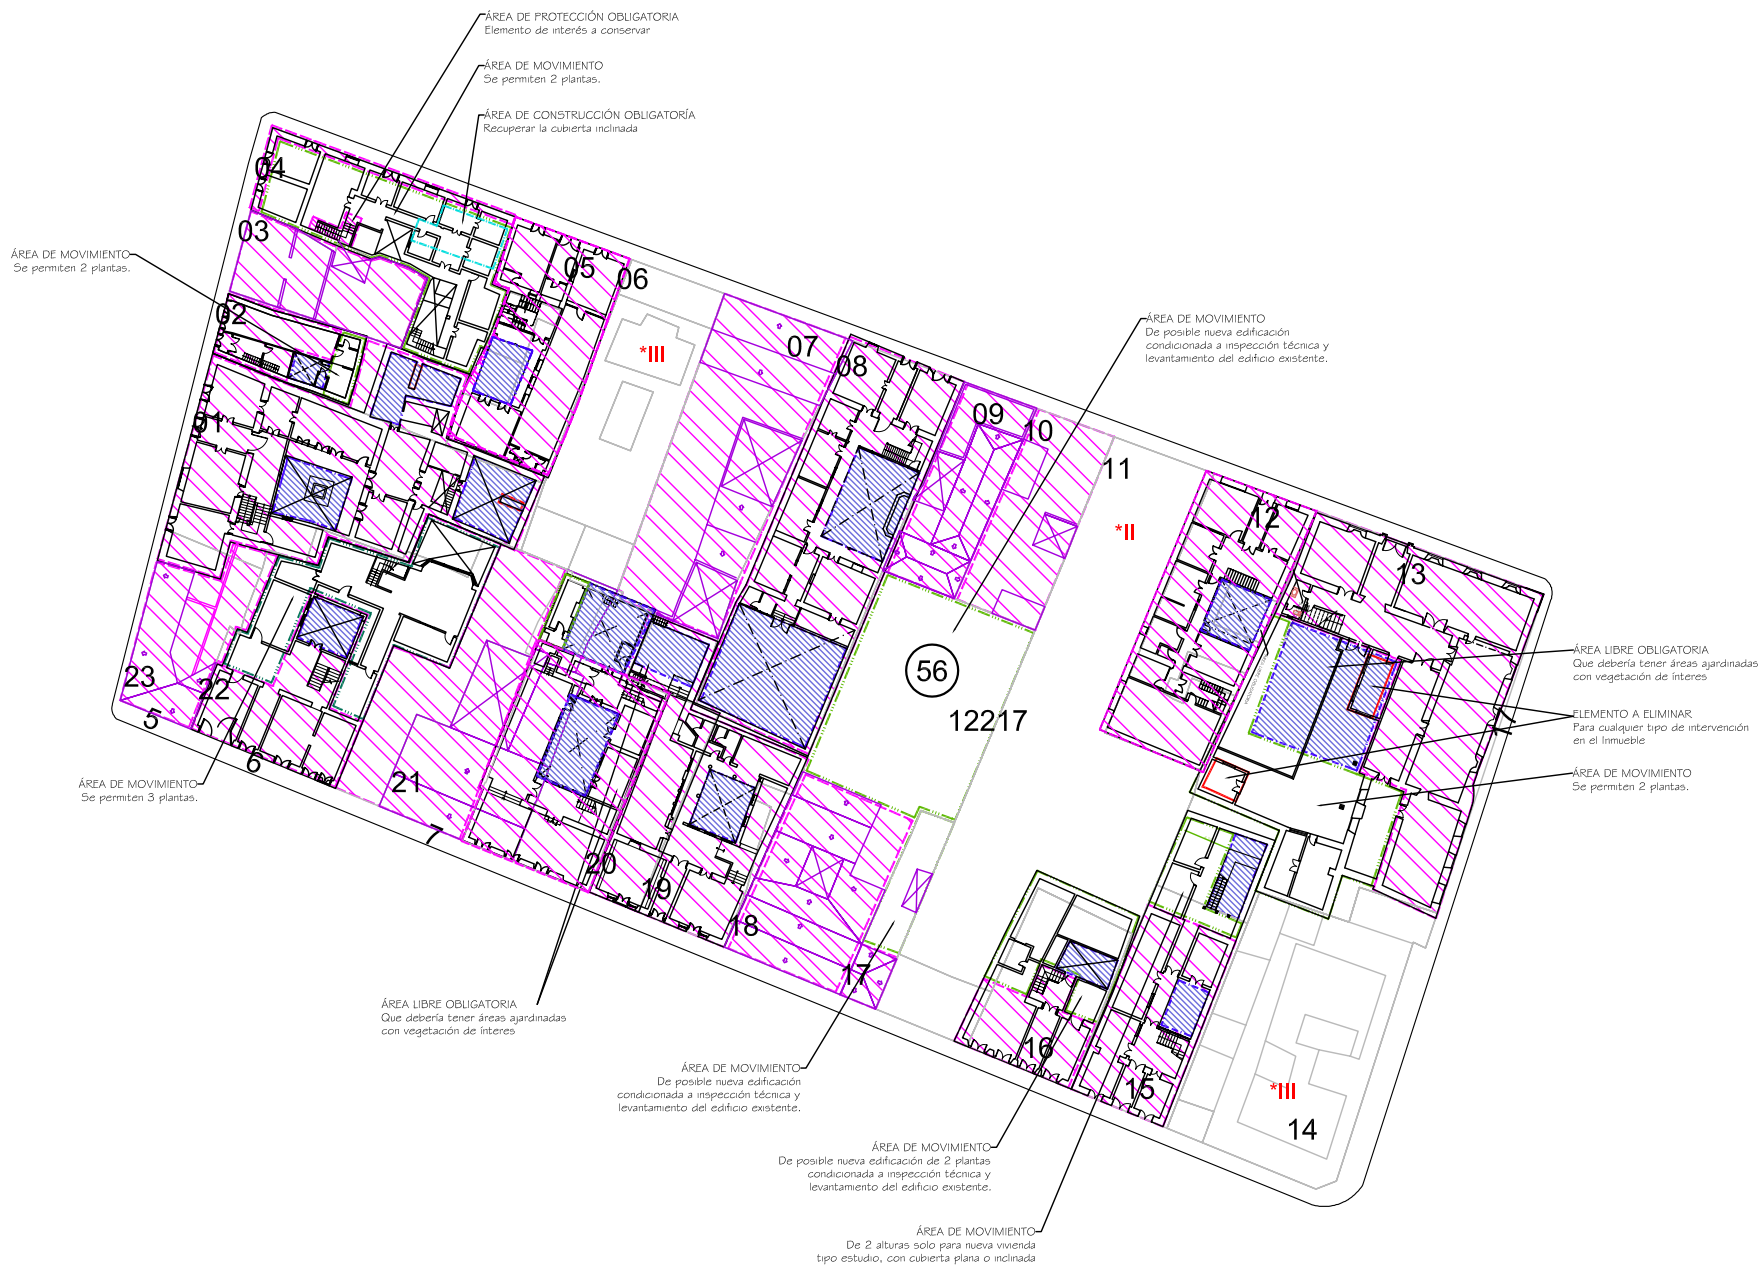 ÁREA DE PROTECCIÓN OBLIGATORIA
Elemento de interés a conservar
ÁREA DE MOVIMIENTO
Se permiten 2 plantas.
ÁREA DE CONSTRUCCIÓN OBLIGATORÍA
Recuperar la cubierta inclinada
04
03
ÁREA DE MOVIMIENTO
Se permiten 2 plantas.
05
06
02
*III
07
08
ÁREA DE MOVIMIENTO
De posible nueva edificación
condicionada a inspección técnica y
levantamiento del edificio existente.
01
09
10
11
*II
12
13
56
12217
ÁREA LIBRE OBLIGATORIA
Que debería tener áreas ajardinadas
con vegetación de ínteres
ELEMENTO A ELIMINAR
Para cualquier tipo de intervención
en el Inmueble
ÁREA DE MOVIMIENTO
Se permiten 2 plantas.
23
22
5
6
ÁREA DE MOVIMIENTO
Se permiten 3 plantas.
21
7
20
19
18
17
16
15
*III
14
ÁREA LIBRE OBLIGATORIA
Que debería tener áreas ajardinadas
con vegetación de ínteres
ÁREA DE MOVIMIENTO
De posible nueva edificación
condicionada a inspección técnica y
levantamiento del edificio existente.
ÁREA DE MOVIMIENTO
De posible nueva edificación de 2 plantas
condicionada a inspección técnica y
levantamiento del edificio existente.
ÁREA DE MOVIMIENTO
De 2 alturas solo para nueva vivienda
tipo estudio, con cubierta plana o inclinada